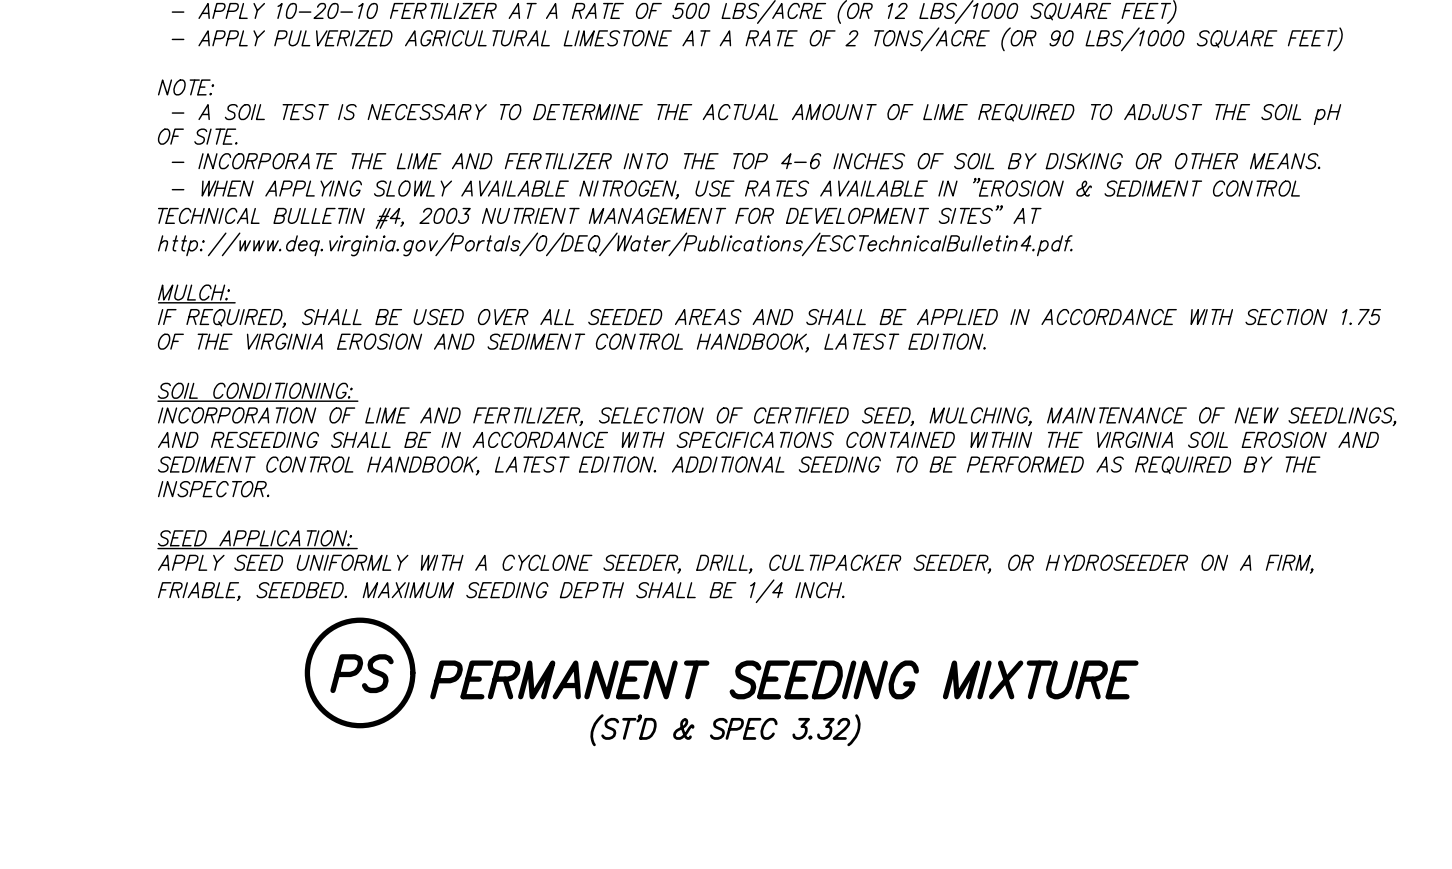 - APPLY 10-20-10 FERTILIZER AT A RATE OF 500 LBS/ACRE (OR 12 LBS/1000 SQUARE FEET)
- APPLY PULVERIZED AGRICULTURAL LIMESTONE AT A RATE OF 2 TONS/ACRE (OR 90 LBS/1000 SQUARE FEET)
NOTE:
- A SOIL TEST IS NECESSARY TO DETERMINE THE ACTUAL AMOUNT OF LIME REQUIRED TO ADJUST THE SOIL pH
OF SITE.
- INCORPORATE THE LIME AND FERTILIZER INTO THE TOP 4-6 INCHES OF SOIL BY DISKING OR OTHER MEANS.
- WHEN APPLYING SLOWLY AVAILABLE NITROGEN, USE RATES AVAILABLE IN "EROSION & SEDIMENT CONTROL
TECHNICAL BULLETIN #4, 2003 NUTRIENT MANAGEMENT FOR DEVELOPMENT SITES" AT
http://www.deq.virginia.gov/Portals/0/DEQ/Water/Publications/ESCTechnicalBulletin4.pdf.
MULCH:
IF REQUIRED, SHALL BE USED OVER ALL SEEDED AREAS AND SHALL BE APPLIED IN ACCORDANCE WITH SECTION 1.75
OF THE VIRGINIA EROSION AND SEDIMENT CONTROL HANDBOOK, LATEST EDITION.
SOIL CONDITIONING:
INCORPORATION OF LIME AND FERTILIZER, SELECTION OF CERTIFIED SEED, MULCHING, MAINTENANCE OF NEW SEEDLINGS,
AND RESEEDING SHALL BE IN ACCORDANCE WITH SPECIFICATIONS CONTAINED WITHIN THE VIRGINIA SOIL EROSION AND
SEDIMENT CONTROL HANDBOOK, LATEST EDITION. ADDITIONAL SEEDING TO BE PERFORMED AS REQUIRED BY THE
INSPECTOR.
SEED APPLICATION:
APPLY SEED UNIFORMLY WITH A CYCLONE SEEDER, DRILL, CULTIPACKER SEEDER, OR HYDROSEEDER ON A FIRM,
FRIABLE, SEEDBED. MAXIMUM SEEDING DEPTH SHALL BE 1/4 INCH.
PS PERMANENT SEEDING MIXTURE
(ST'D & SPEC 3.32)